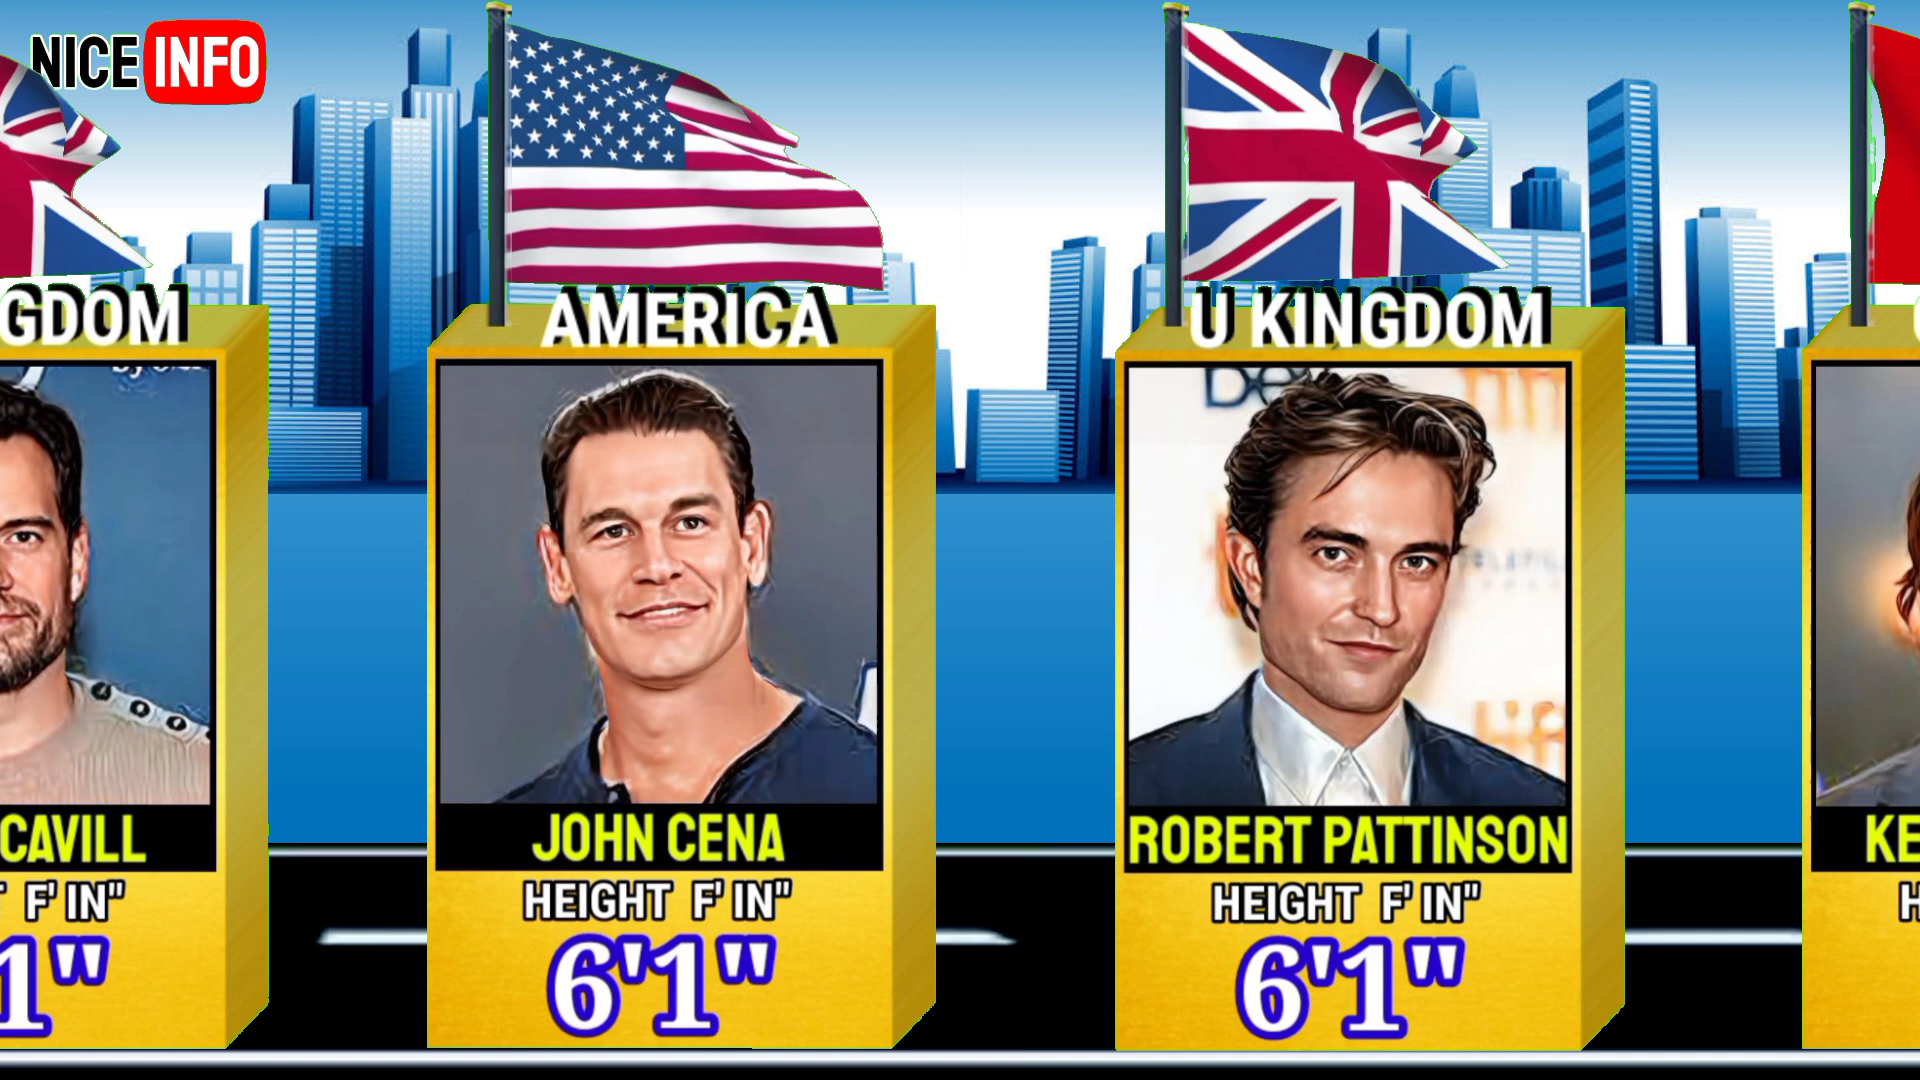 NICE INFO
GDOM
AMERICA
U KINGDOM
CAVILL
JOHN CENA
ROBERT PATTINSON
KE
F' IN"
HEIGHT F' IN"
HEIGHT F' IN"
H
1"
6'1"
6'1"